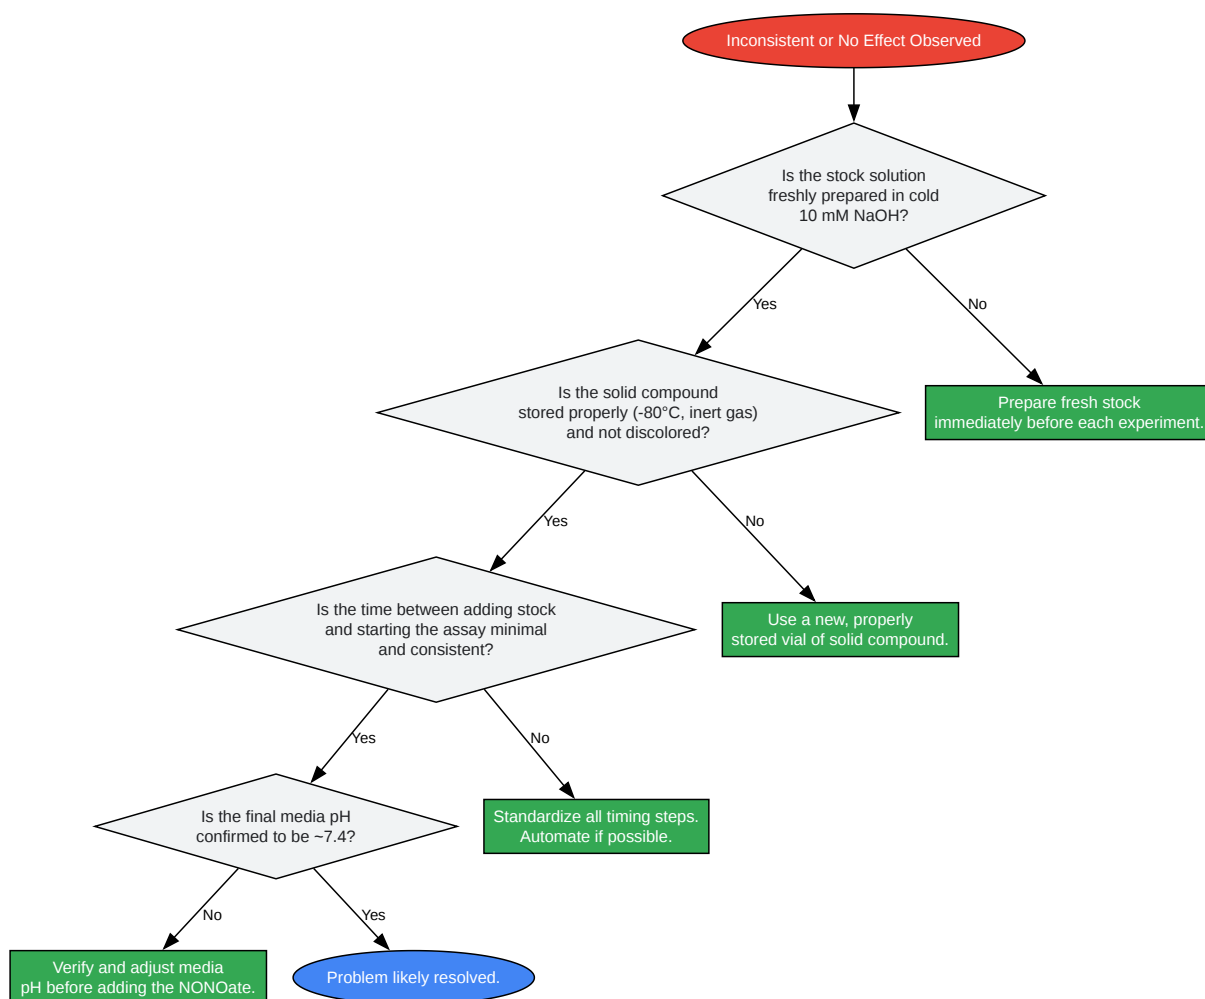 Inconsistent or No Effect Observed
Is the stock solution
freshly prepared in cold
10 mM NaOH?
Yes
No
Is the solid compound
stored properly (-80°C, inert gas)
and not discolored?
Prepare fresh stock
immediately before each experiment.
Yes
No
Is the time between adding stock
and starting the assay minimal
and consistent?
Use a new, properly
stored vial of solid compound.
Yes
No
Is the final media pH
confirmed to be ~7.4?
Standardize all timing steps.
Automate if possible.
No
Yes
Verify and adjust media
pH before adding the NONOate.
Problem likely resolved.